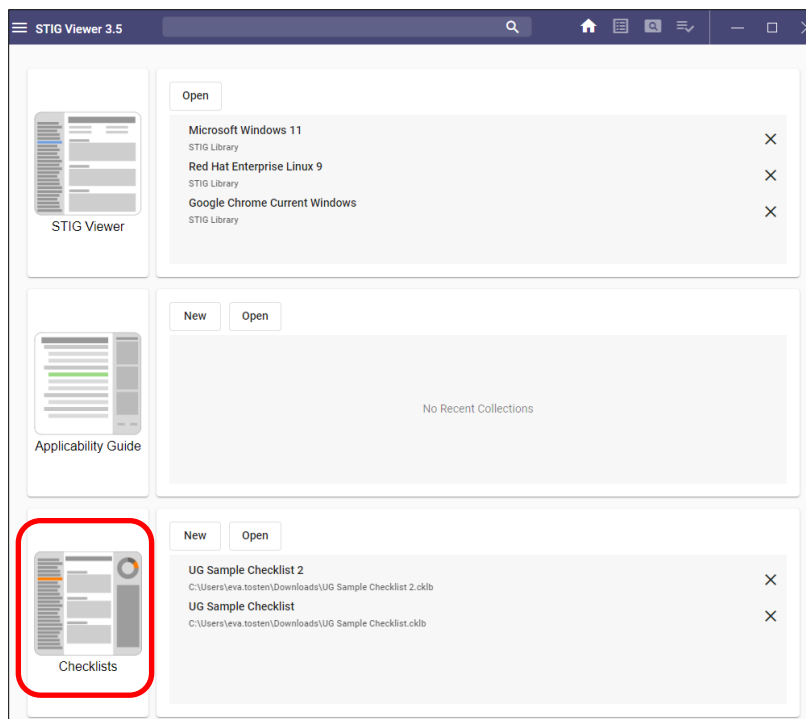 STIG Viewer 3.5
Open
Microsoft Windows 11
STIG Library
Red Hat Enterprise Linux 9
STIG Library
Google Chrome Current Windows
STIG Library
STIG Viewer
New Open
No Recent Collections
Applicability Guide
New Open
UG Sample Checklist 2
C:\Users\eva.tosten\Downloads\UG Sample Checklist 2.cklb
UG Sample Checklist
C:\Users\eva.tosten\Downloads\UG Sample Checklist.cklb
Checklists